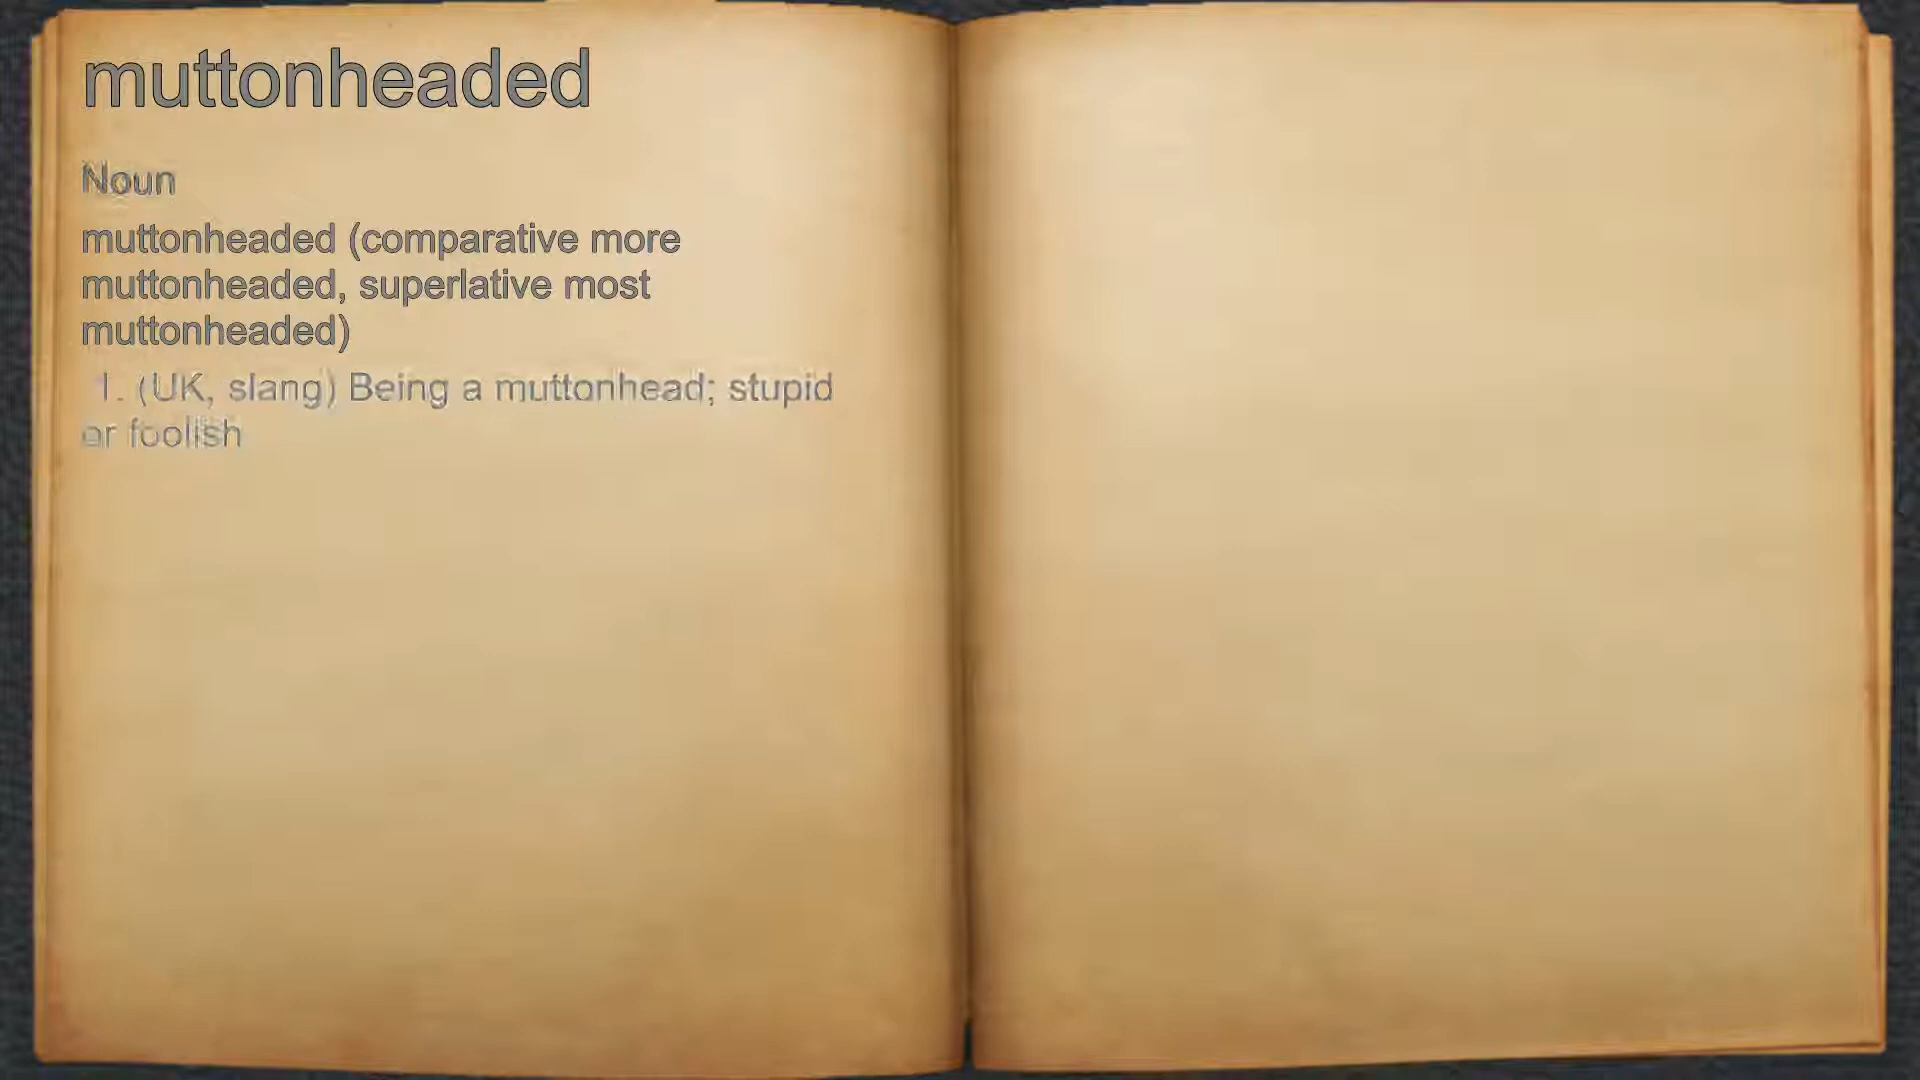 muttonheaded
Noun
muttonheaded (comparative more
muttonheaded, superlative most
muttonheaded)
1. (UK, slang) Being a muttonhead; stupid
or foolish